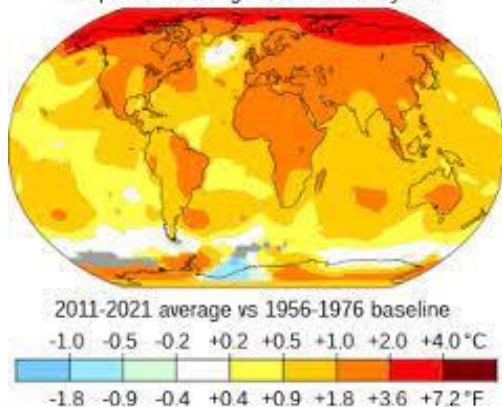 2011-2021 average vs 1956-1976 baseline
-1.0 -0.5 -0.2 +0.2 +0.5 +1.0 +2.0 +4.0 °C
-1.8 -0.9 -0.4 +0.4 +0.9 +1.8 +3.6 +7.2 °F